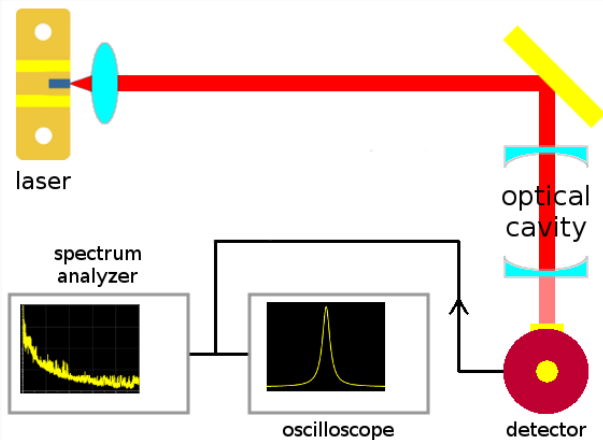 laser
optical
cavity
spectrum
analyzer
oscilloscope
detector